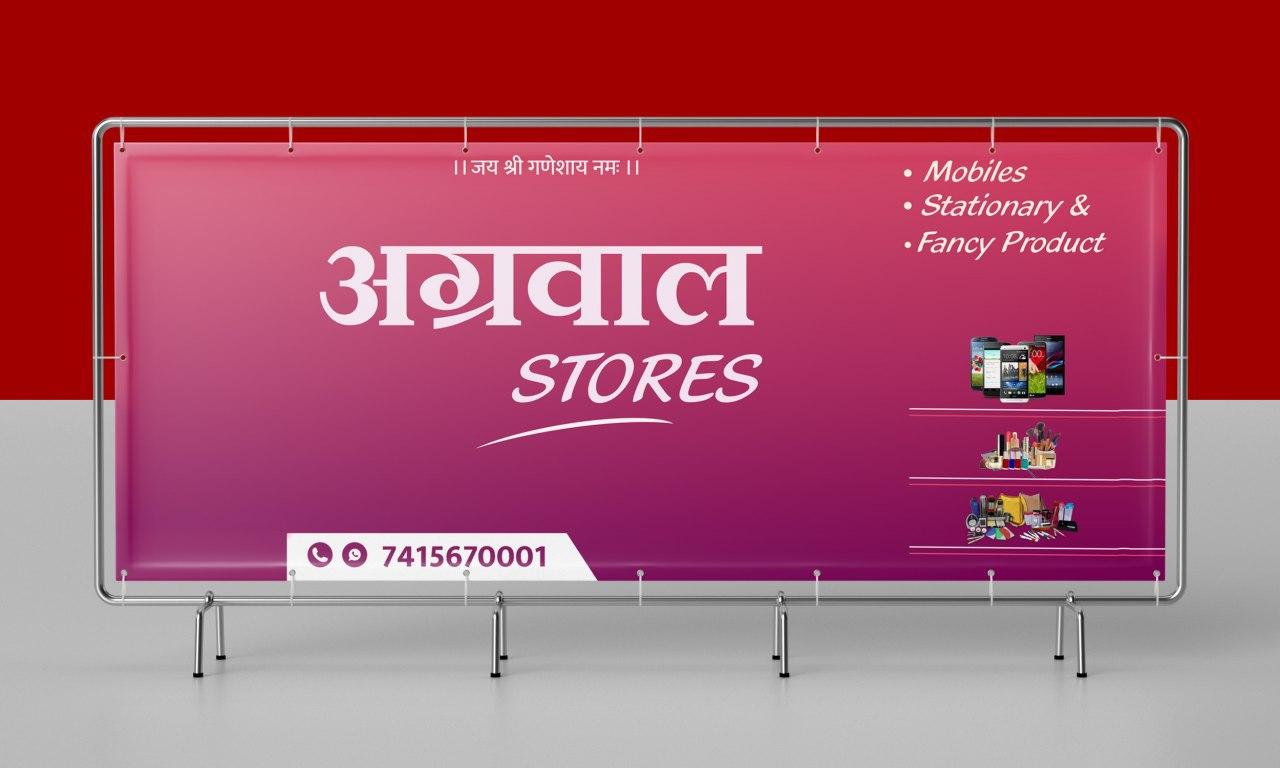 ।। जय श्री गणेशाय नमः ।।
अग्रवाल
STORES
• Mobiles
• Stationary &
• Fancy Product
7415670001